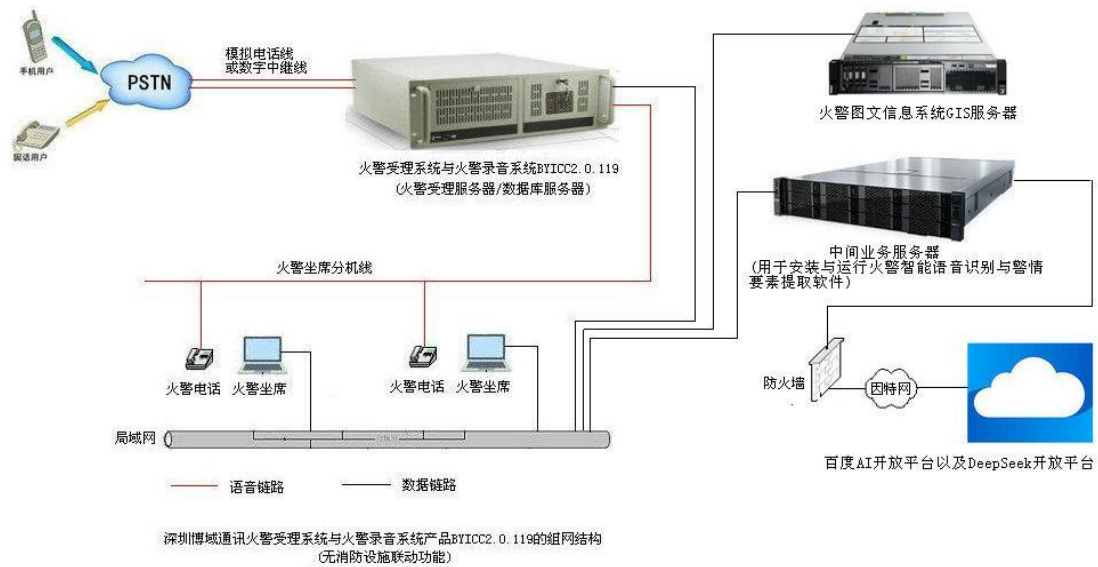 手机用户
PSTN
固话用户
模拟电话线
或数字中继线
火警受理系统与火警录音系统BYICC2.0.119
(火警受理服务器/数据库服务器)
火警图文信息系统GIS服务器
中间业务服务器
(用于安装与运行火警智能语音识别与警情
要素提取软件)
火警坐席分机线
火警电话
火警坐席
火警电话
火警坐席
防火墙
因特网
局域网
百度AI开放平台以及DeepSeek开放平台
语音链路
数据链路
深圳博域通讯火警受理系统与火警录音系统产品BYICC2.0.119的组网结构
(无消防设施联动功能)